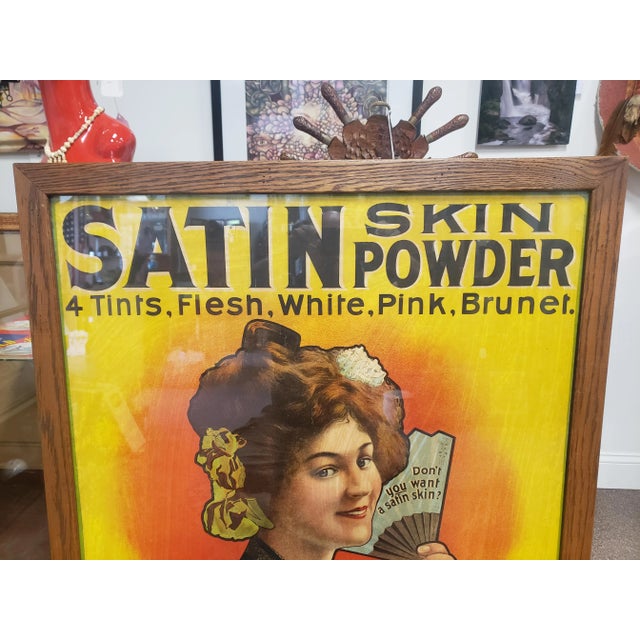 SATIN SKIN POWDER
4 Tints, Flesh, White, Pink, Brunet.
Don't
you want
a satin skin?